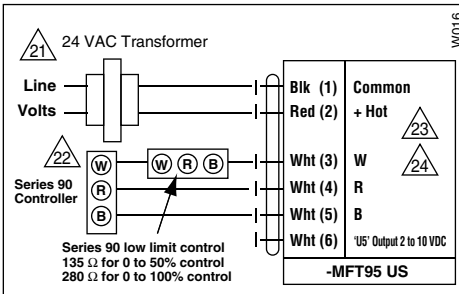 W016
21 24 VAC Transformer
Line
Volts
Blk (1) Common
Red (2) + Hot
23
22
24
W W R B Wht (3) W
Series 90
Controller
R Wht (4) R
B Wht (5) B
Wht (6) 'U5' Output 2 to 10 VDC
Series 90 low limit control
135 Ω for 0 to 50% control
280 Ω for 0 to 100% control
-MFT95 US